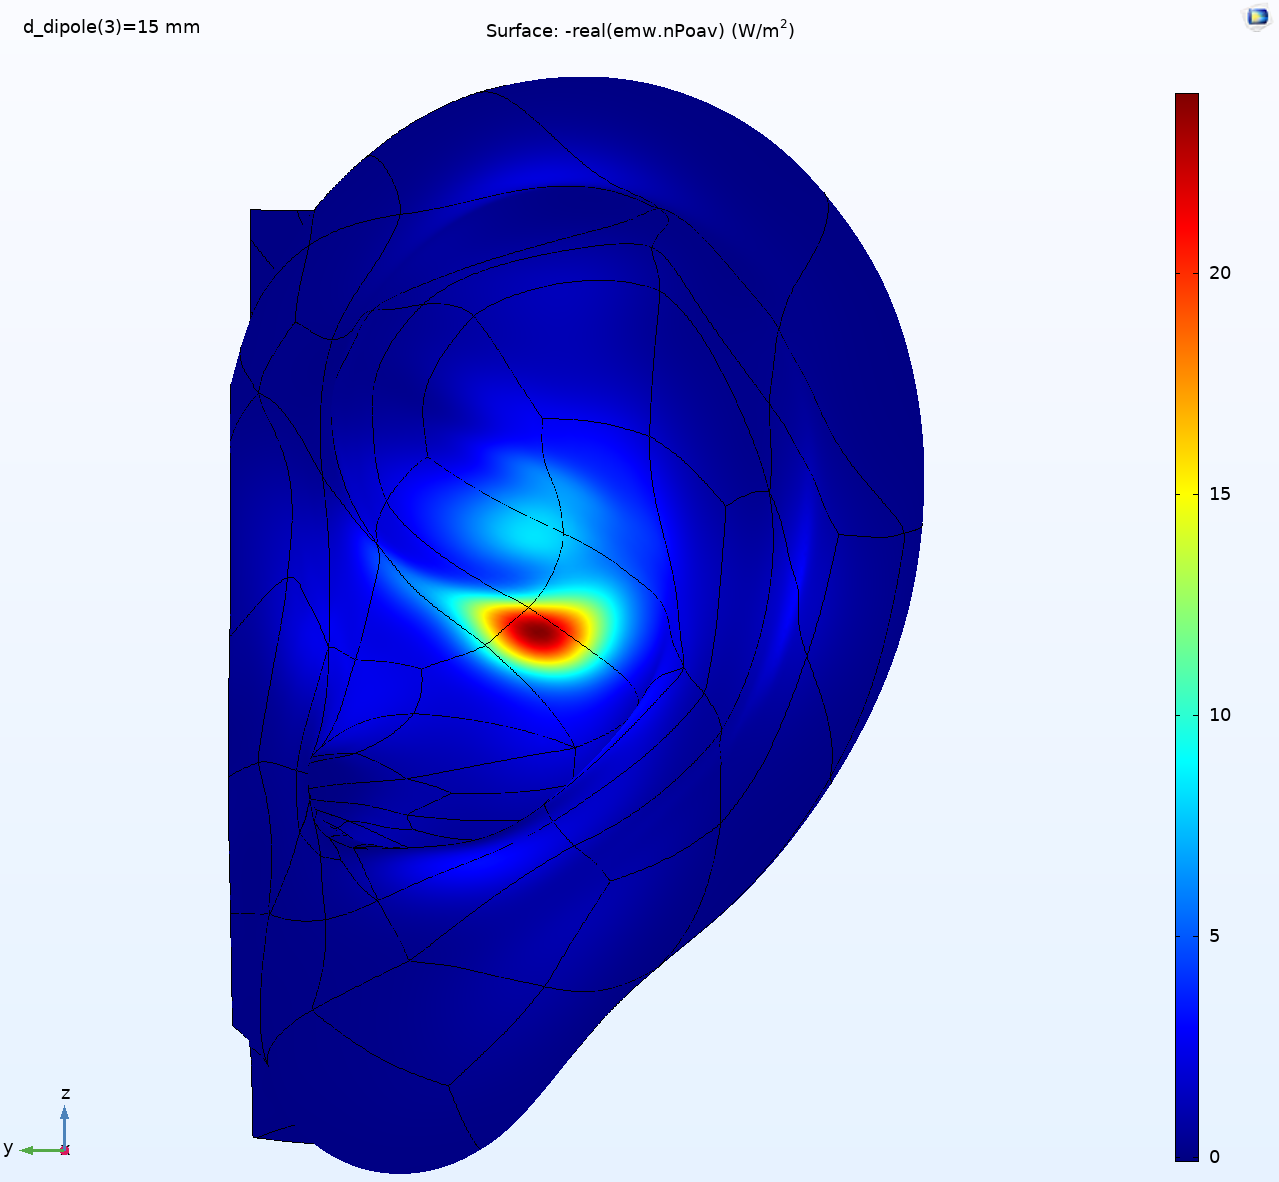 d_dipole(3)=15 mm
Surface: -real(emw.nPoav) (W/m²)
20
15
10
5
0
z
y
x